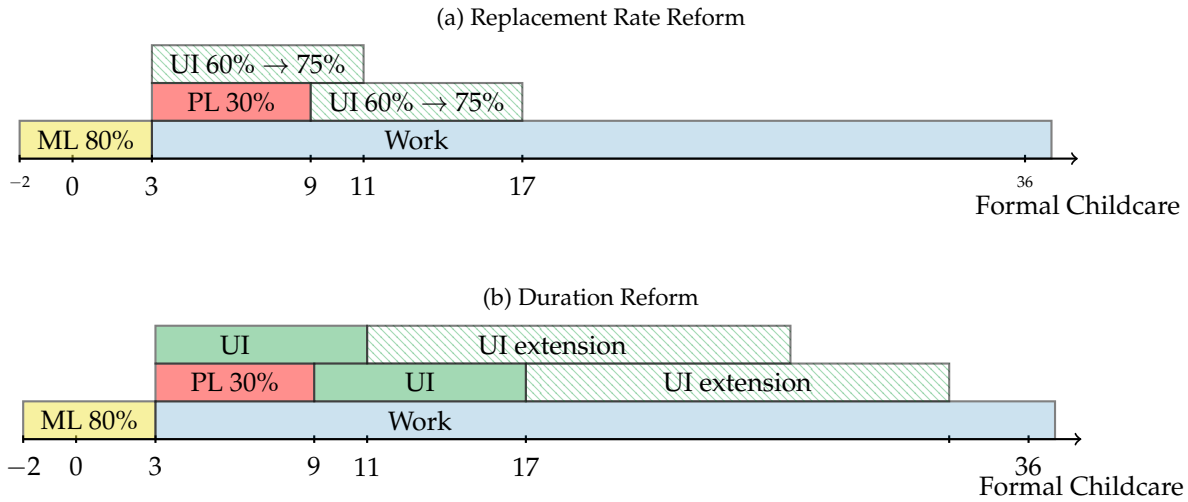 (a) Replacement Rate Reform
UI 60% → 75%
PL 30% UI 60% → 75%
ML 80% Work
−2 0 3 9 11 17 36
Formal Childcare
(b) Duration Reform
UI UI extension
PL 30% UI UI extension
ML 80% Work
−2 0 3 9 11 17 36
Formal Childcare